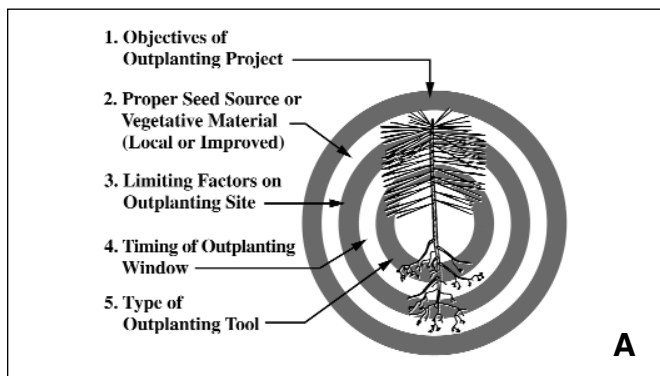 1. Objectives of
Outplanting Project
2. Proper Seed Source or
Vegetative Material
(Local or Improved)
3. Limiting Factors on
Outplanting Site
4. Timing of Outplanting
Window
5. Type of
Outplanting Tool
A